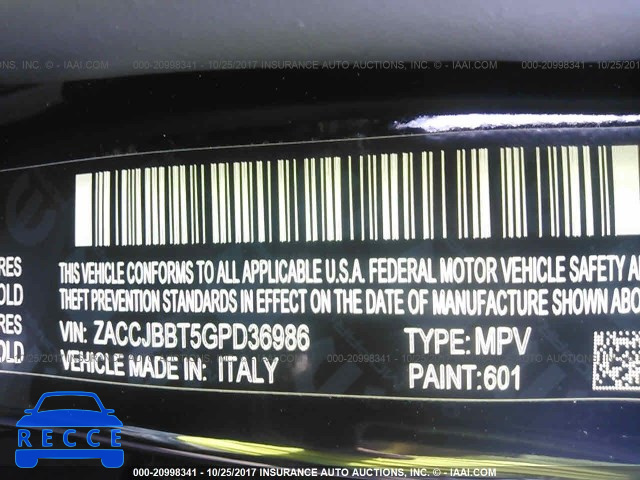 000-20998341 - 10/25/2017 INSURANCE AUTO AUCTIONS, INC. - © IAAI.COM
RES THIS VEHICLE CONFORMS TO ALL APPLICABLE U.S.A. FEDERAL MOTOR VEHICLE SAFETY
OLD THEFT PREVENTION STANDARDS IN EFFECT ON THE DATE OF MANUFACTURE SHOWN ABO
RES VIN: ZACCJBBT5GPD36986 TYPE: MPV
OLD VEHICLE MADE IN: ITALY PAINT: 601
RECCE
000-20998341 - 10/25/2017 INSURANCE AUTO AUCTIONS, INC. - © IAAI.COM